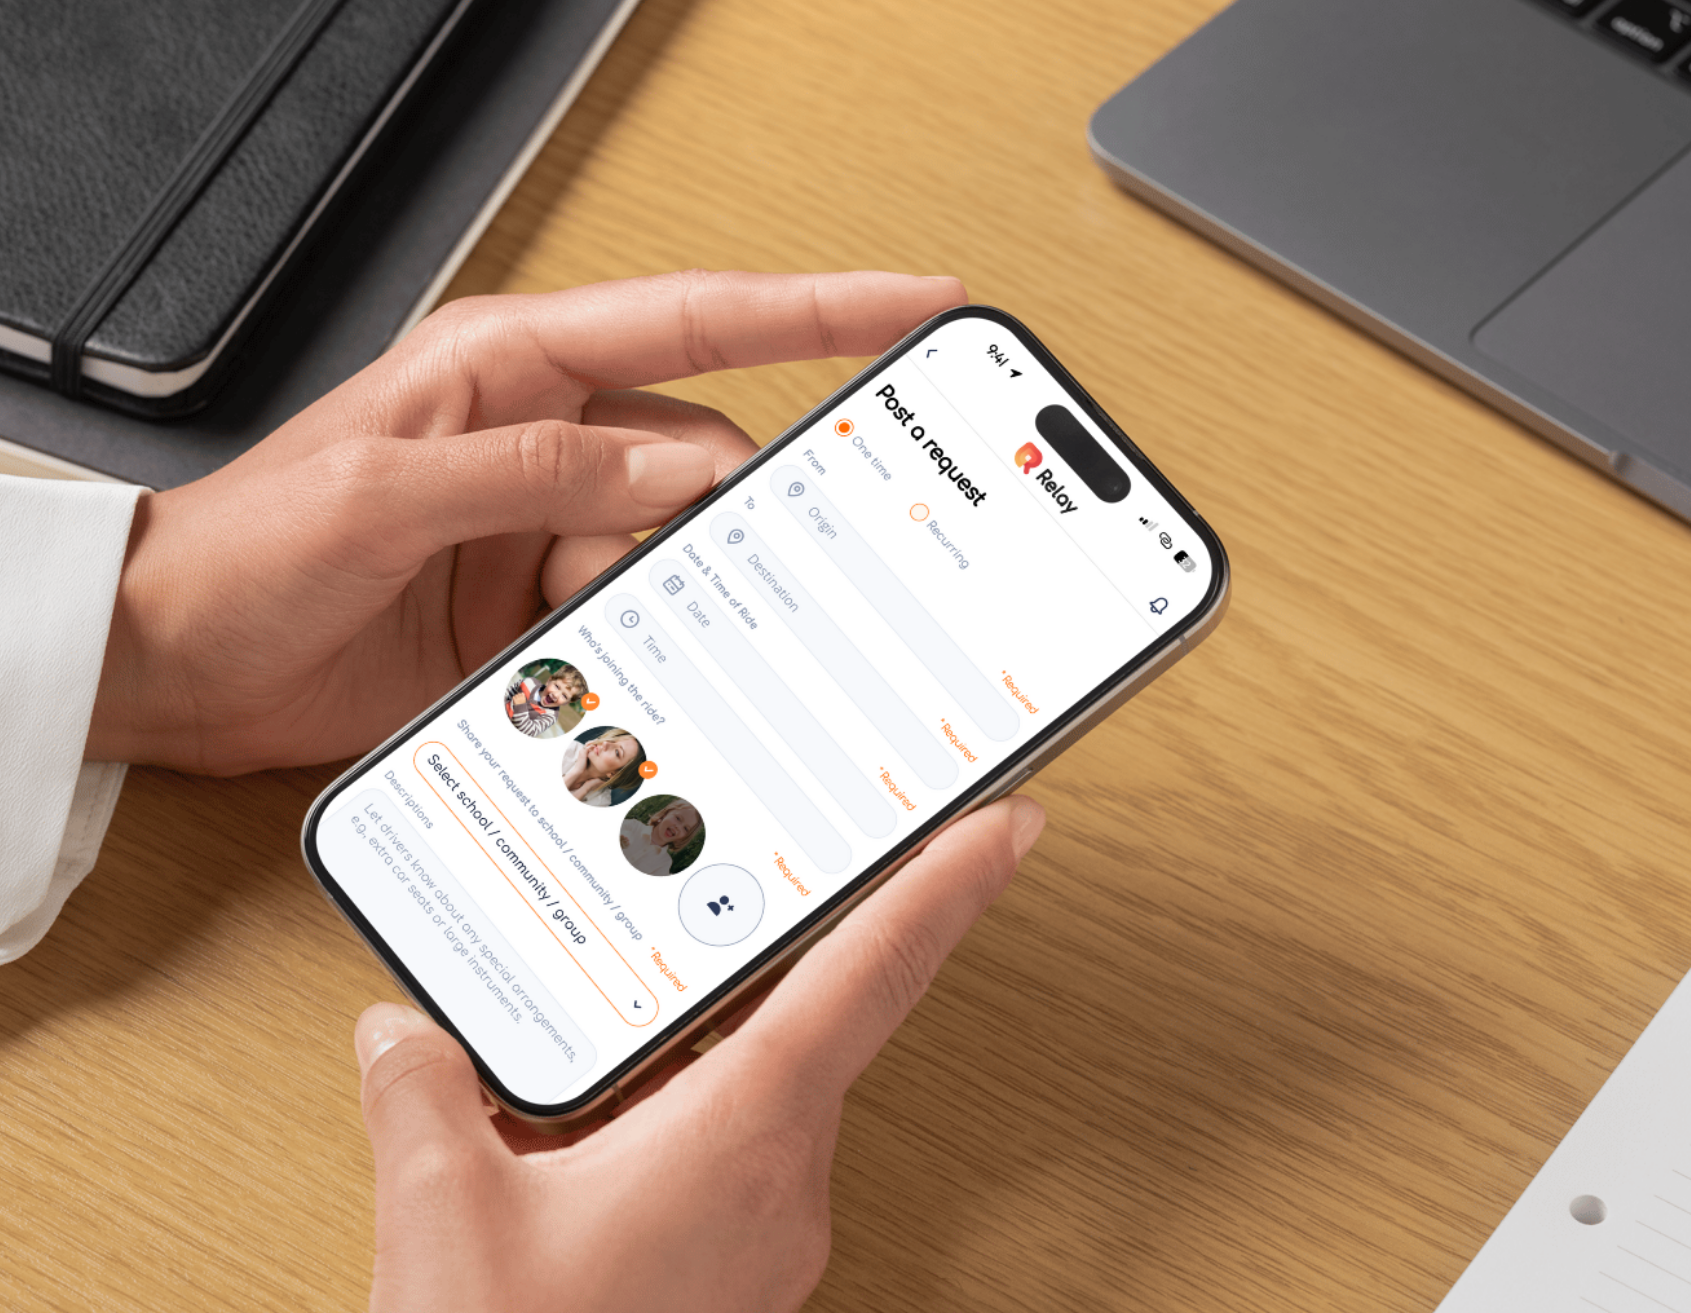 option
9:41
Relay
Post a request
One time
Recurring
From
* Required
Origin
To
* Required
Destination
Date & Time of Ride
* Required
Date
Time
Who's joining the ride?
* Required
Share your request to school / community / group
* Required
Select school / community / group
Descriptions
Let drivers know about any special arrangements,
e.g., extra car seats or large instruments.